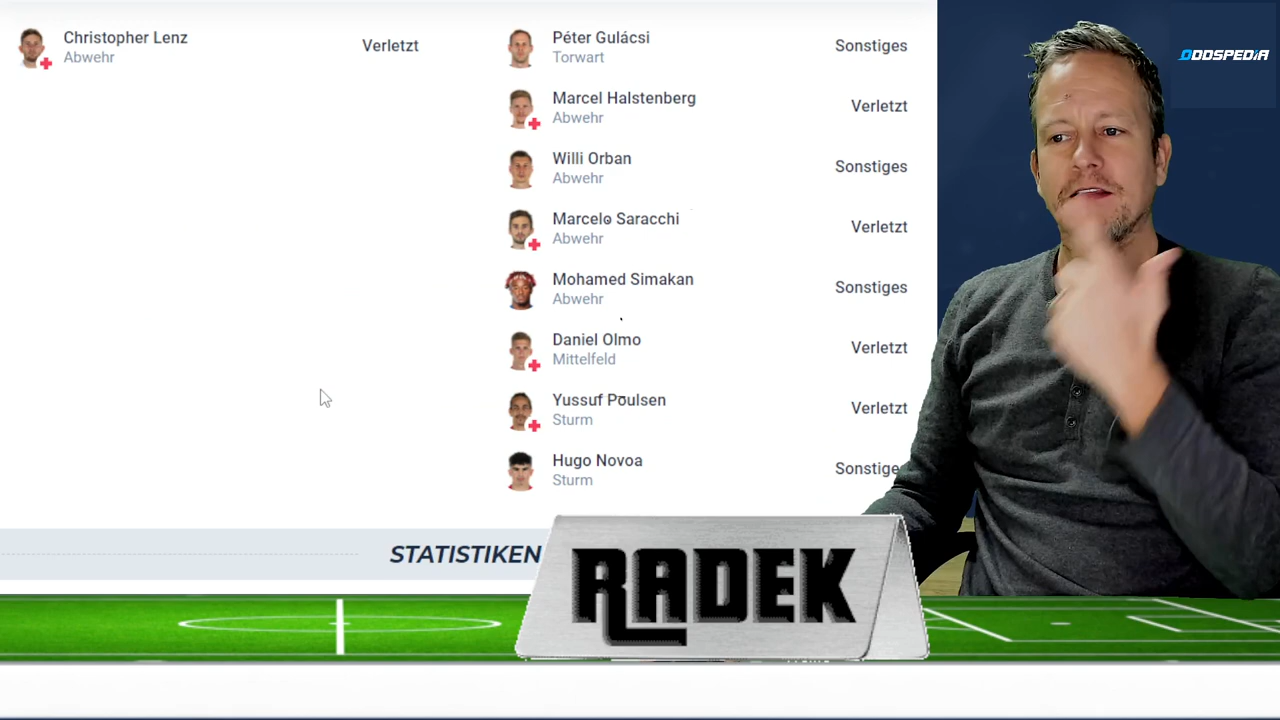 Christopher Lenz
Abwehr
Verletzt
Péter Gulácsi
Torwart
Sonstiges
Marcel Halstenberg
Abwehr
Verletzt
Willi Orban
Abwehr
Sonstiges
Marcelo Saracchi
Abwehr
Verletzt
Mohamed Simakan
Abwehr
Sonstiges
Daniel Olmo
Mittelfeld
Verletzt
Yussuf Poulsen
Sturm
Verletzt
Hugo Novoa
Sturm
Sonstige
STATISTIKEN
RADEK
ODDSPEDIA